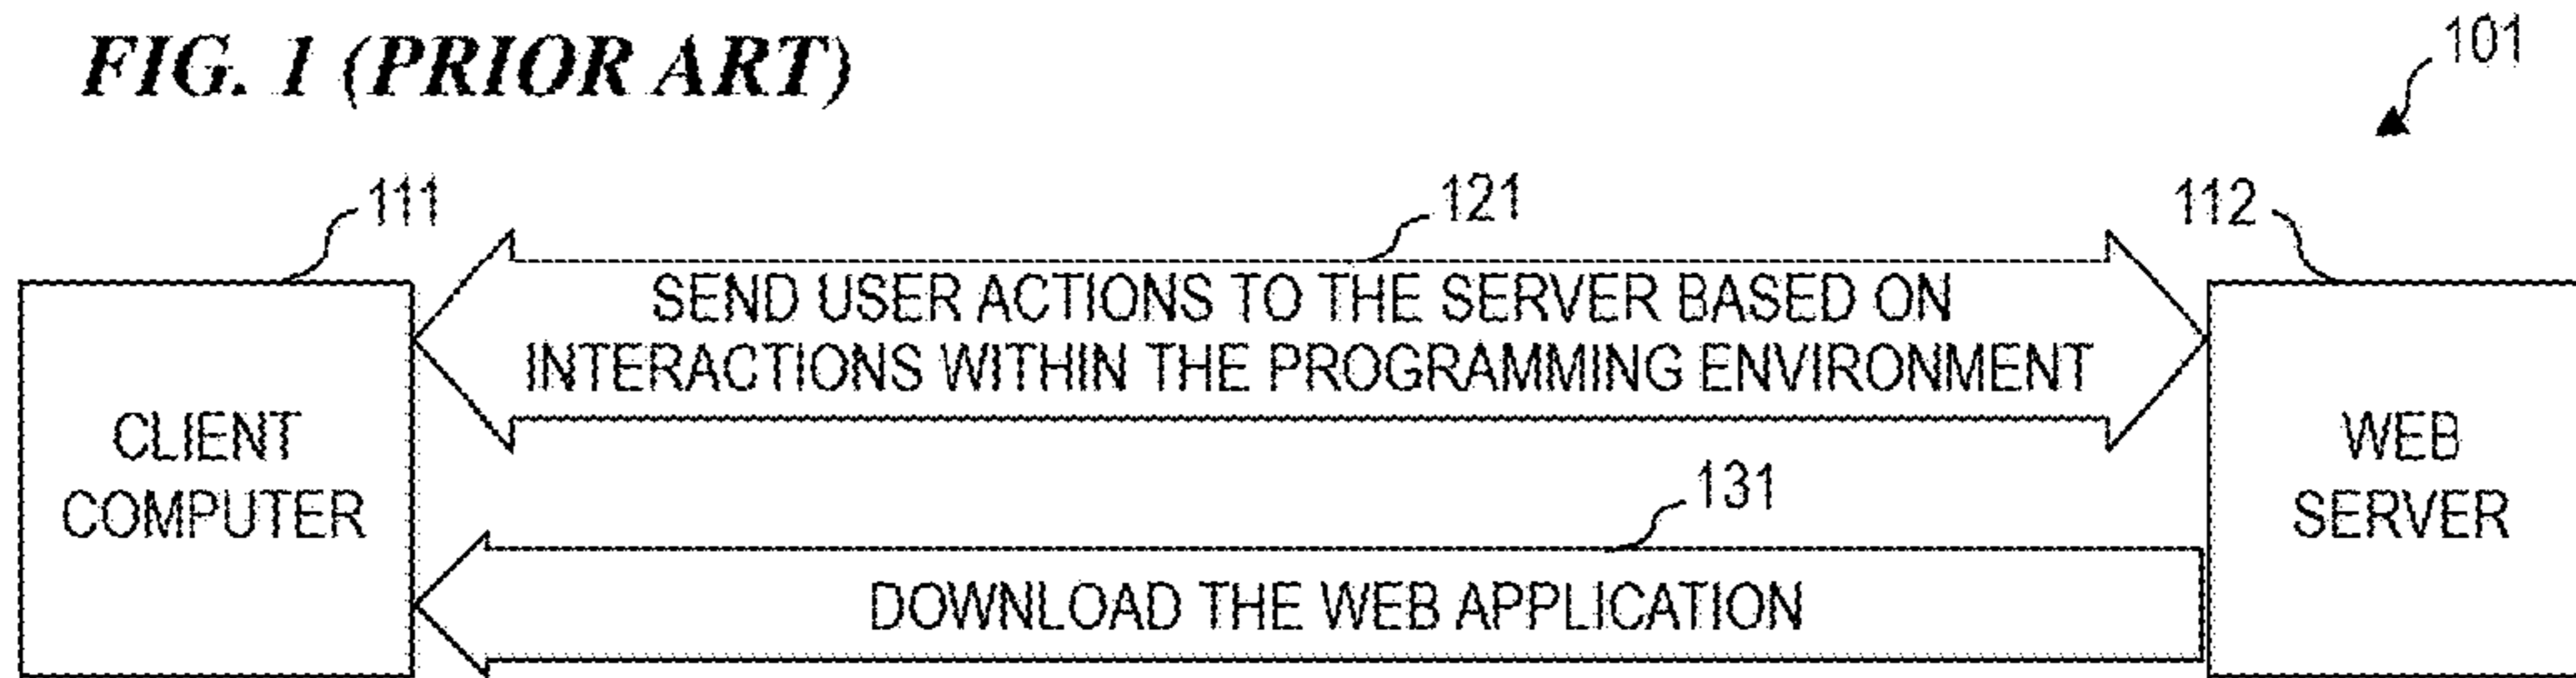 FIG. 1 (PRIOR ART)
101
111
121
112
SEND USER ACTIONS TO THE SERVER BASED ON
INTERACTIONS WITHIN THE PROGRAMMING ENVIRONMENT
CLIENT
COMPUTER
WEB
SERVER
131
DOWNLOAD THE WEB APPLICATION